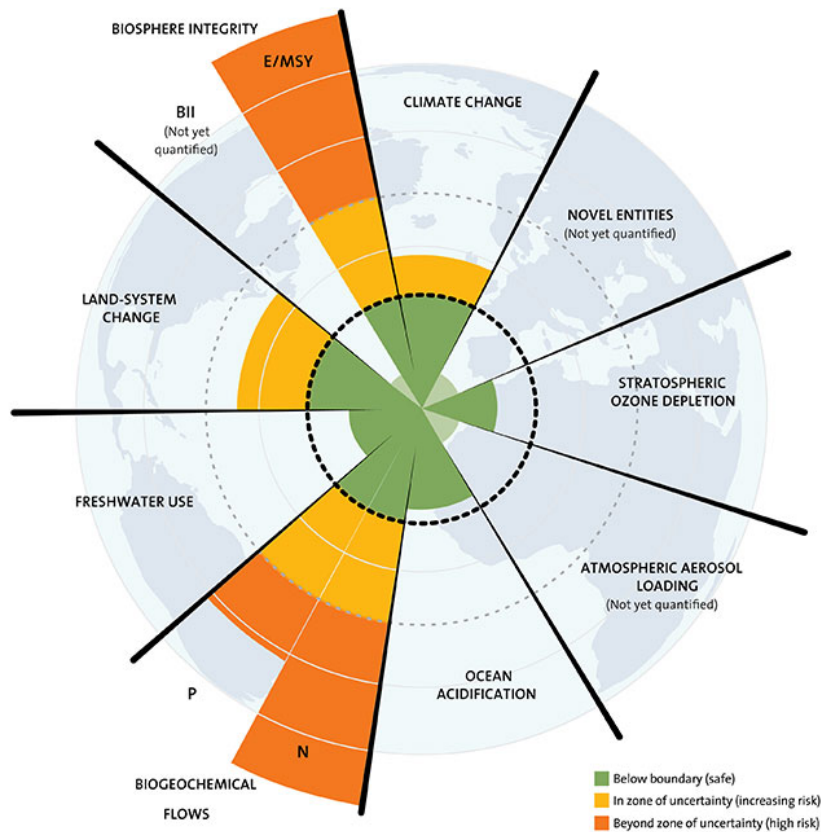 BIOSPHERE INTEGRITY
E/MSY
BII
(Not yet
quantified)
CLIMATE CHANGE
NOVEL ENTITIES
(Not yet quantified)
LAND-SYSTEM
CHANGE
STRATOSPHERIC
OZONE DEPLETION
FRESHWATER USE
ATMOSPHERIC AEROSOL
LOADING
(Not yet quantified)
OCEAN
ACIDIFICATION
P
N
BIOGEOCHEMICAL
FLOWS
Below boundary (safe)
In zone of uncertainty (increasing risk)
Beyond zone of uncertainty (high risk)